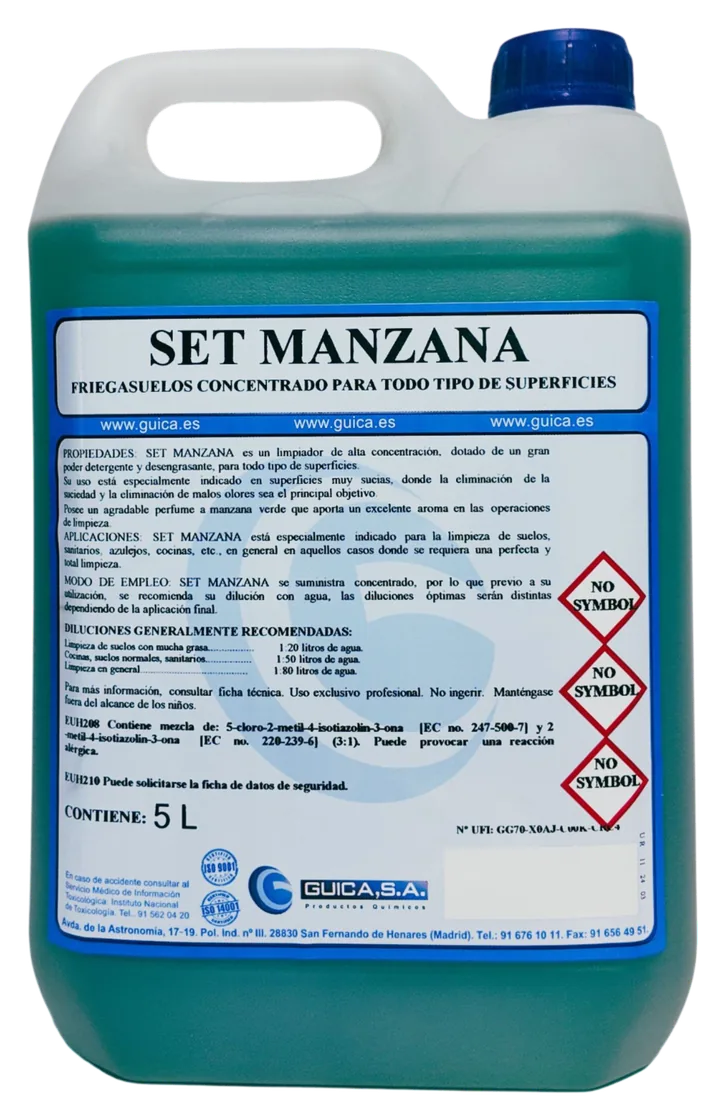 SET MANZANA
FRIEGASUELOS CONCENTRADO PARA TODO TIPO DE SUPERFICIES
www.guica.es www.guica.es www.guica.es
PROPIEDADES: SET MANZANA es un limpiador de alta concentración, dotado de un gran
poder detergente y desengrasante, para todo tipo de superficies.
Su uso está especialmente indicado en superficies muy sucias, donde la eliminación de la
suciedad y la eliminación de malos olores sea el principal objetivo.
Posee un agradable perfume a manzana verde que aporta un excelente aroma en las operaciones
de limpieza.
APLICACIONES: SET MANZANA está especialmente indicado para la limpieza de suelos,
sanitarios, azulejos, cocinas, etc., en general en aquellos casos donde se requiera una perfecta y
total limpieza.
MODO DE EMPLEO: SET MANZANA se suministra concentrado, por lo que previo a su
utilización, se recomienda su dilución con agua, las diluciones óptimas serán distintas
dependiendo de la aplicación final.
DILUCIONES GENERALMENTE RECOMENDADAS:
Limpieza de suelos con mucha grasa.................... 1:20 litros de agua.
Cocinas, suelos normales, sanitarios.................... 1:50 litros de agua.
Limpieza en general............................... 1:80 litros de agua.
Para más información, consultar ficha técnica. Uso exclusivo profesional. No ingerir. Manténgase
fuera del alcance de los niños.
EUH208 Contiene mezcla de: 5-cloro-2-metil-4-isotiazolin-3-ona [EC no. 247-500-7] y 2
-metil-4-isotiazolin-3-ona [EC no. 220-239-6] (3:1). Puede provocar una reacción
alérgica.
EUH210 Puede solicitarse la ficha de datos de seguridad.
CONTIENE: 5 L
NO
SYMBOL
NO
SYMBOL
NO
SYMBOL
Nº UFI: GG70-X0AJ-
En caso de accidente consultar al
Servicio Médico de Información
Toxicológica: Instituto Nacional
de Toxicología. Tel.: 91 562 04 20
ISO 9001
ISO 14001
GUICA, S.A.
Productos Químicos
Avda. de la Astronomía, 17-19. Pol. Ind. nº III. 28830 San Fernando de Henares (Madrid). Tel.: 91 676 10 11. Fax: 91 656 49 51.